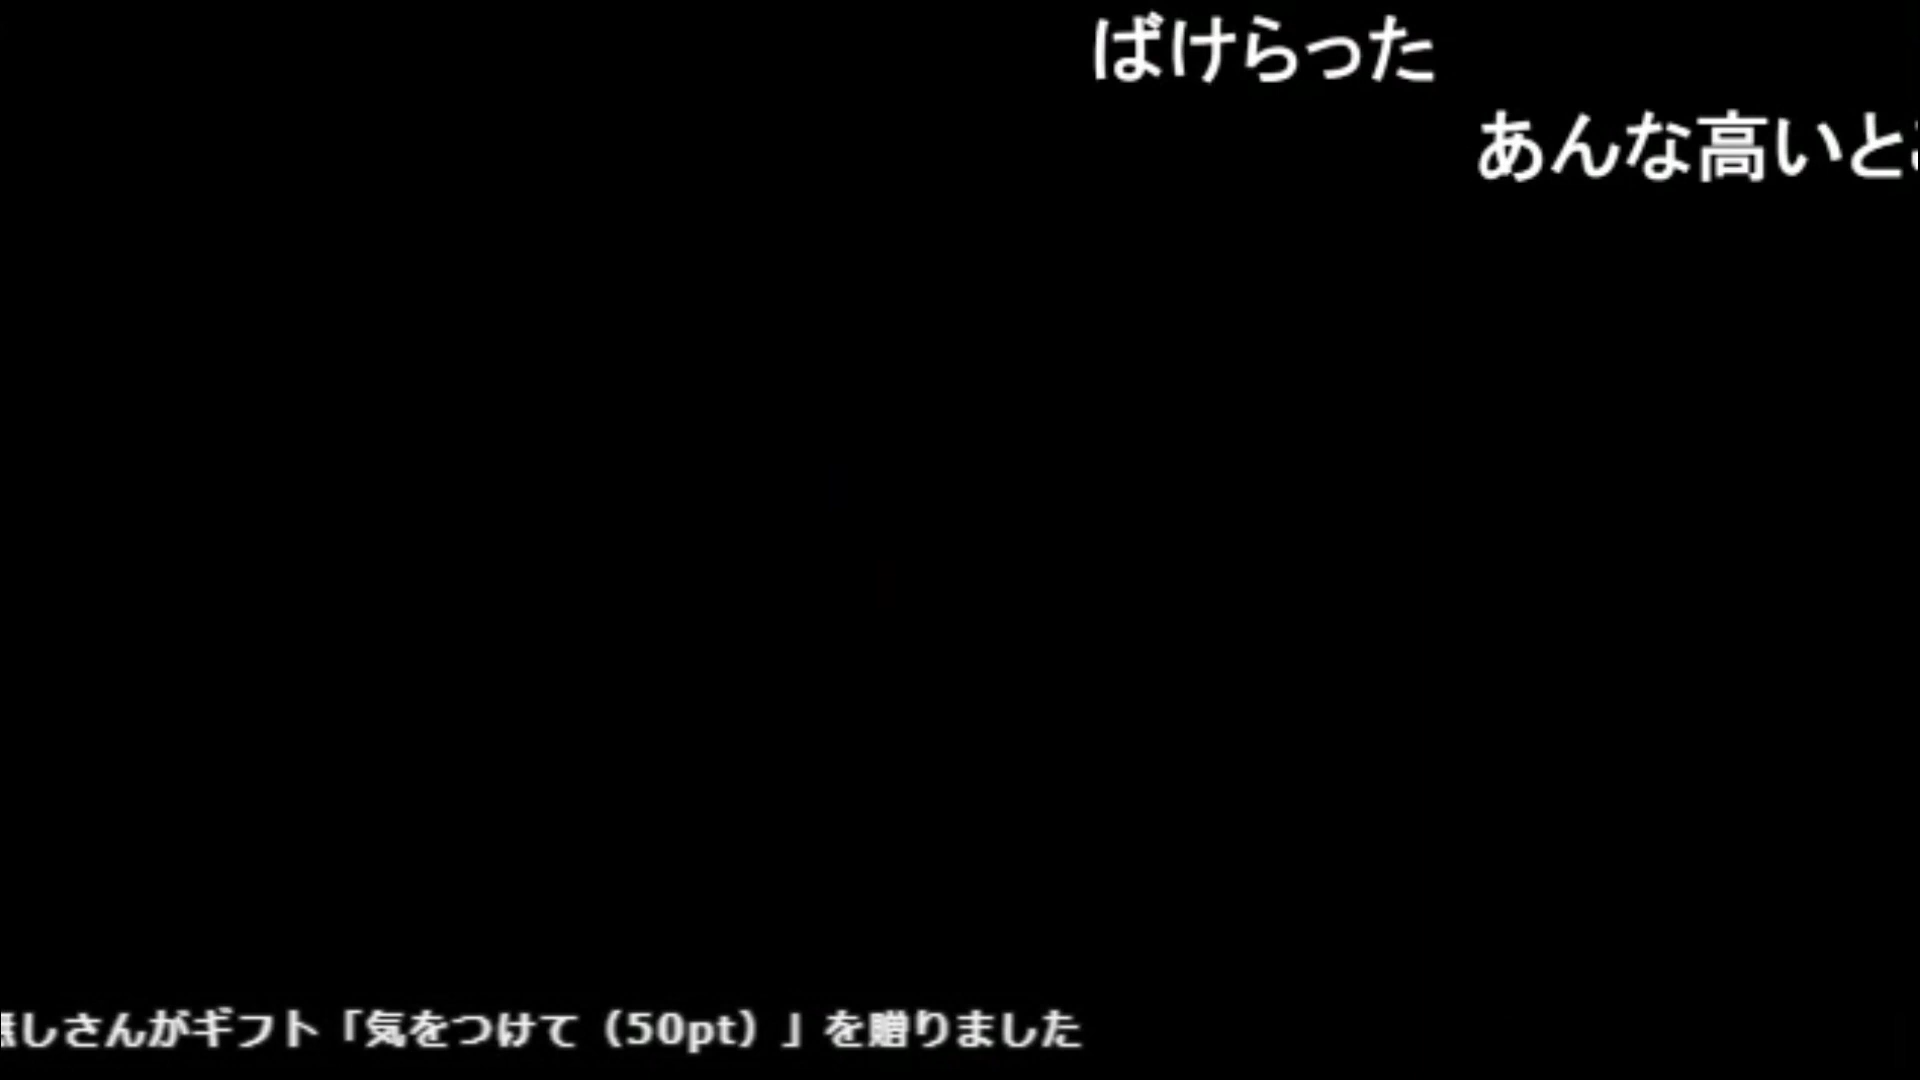 ばけらった
あんな高いと
しさんがギフト「気をつけて（50pt）」を贈りました